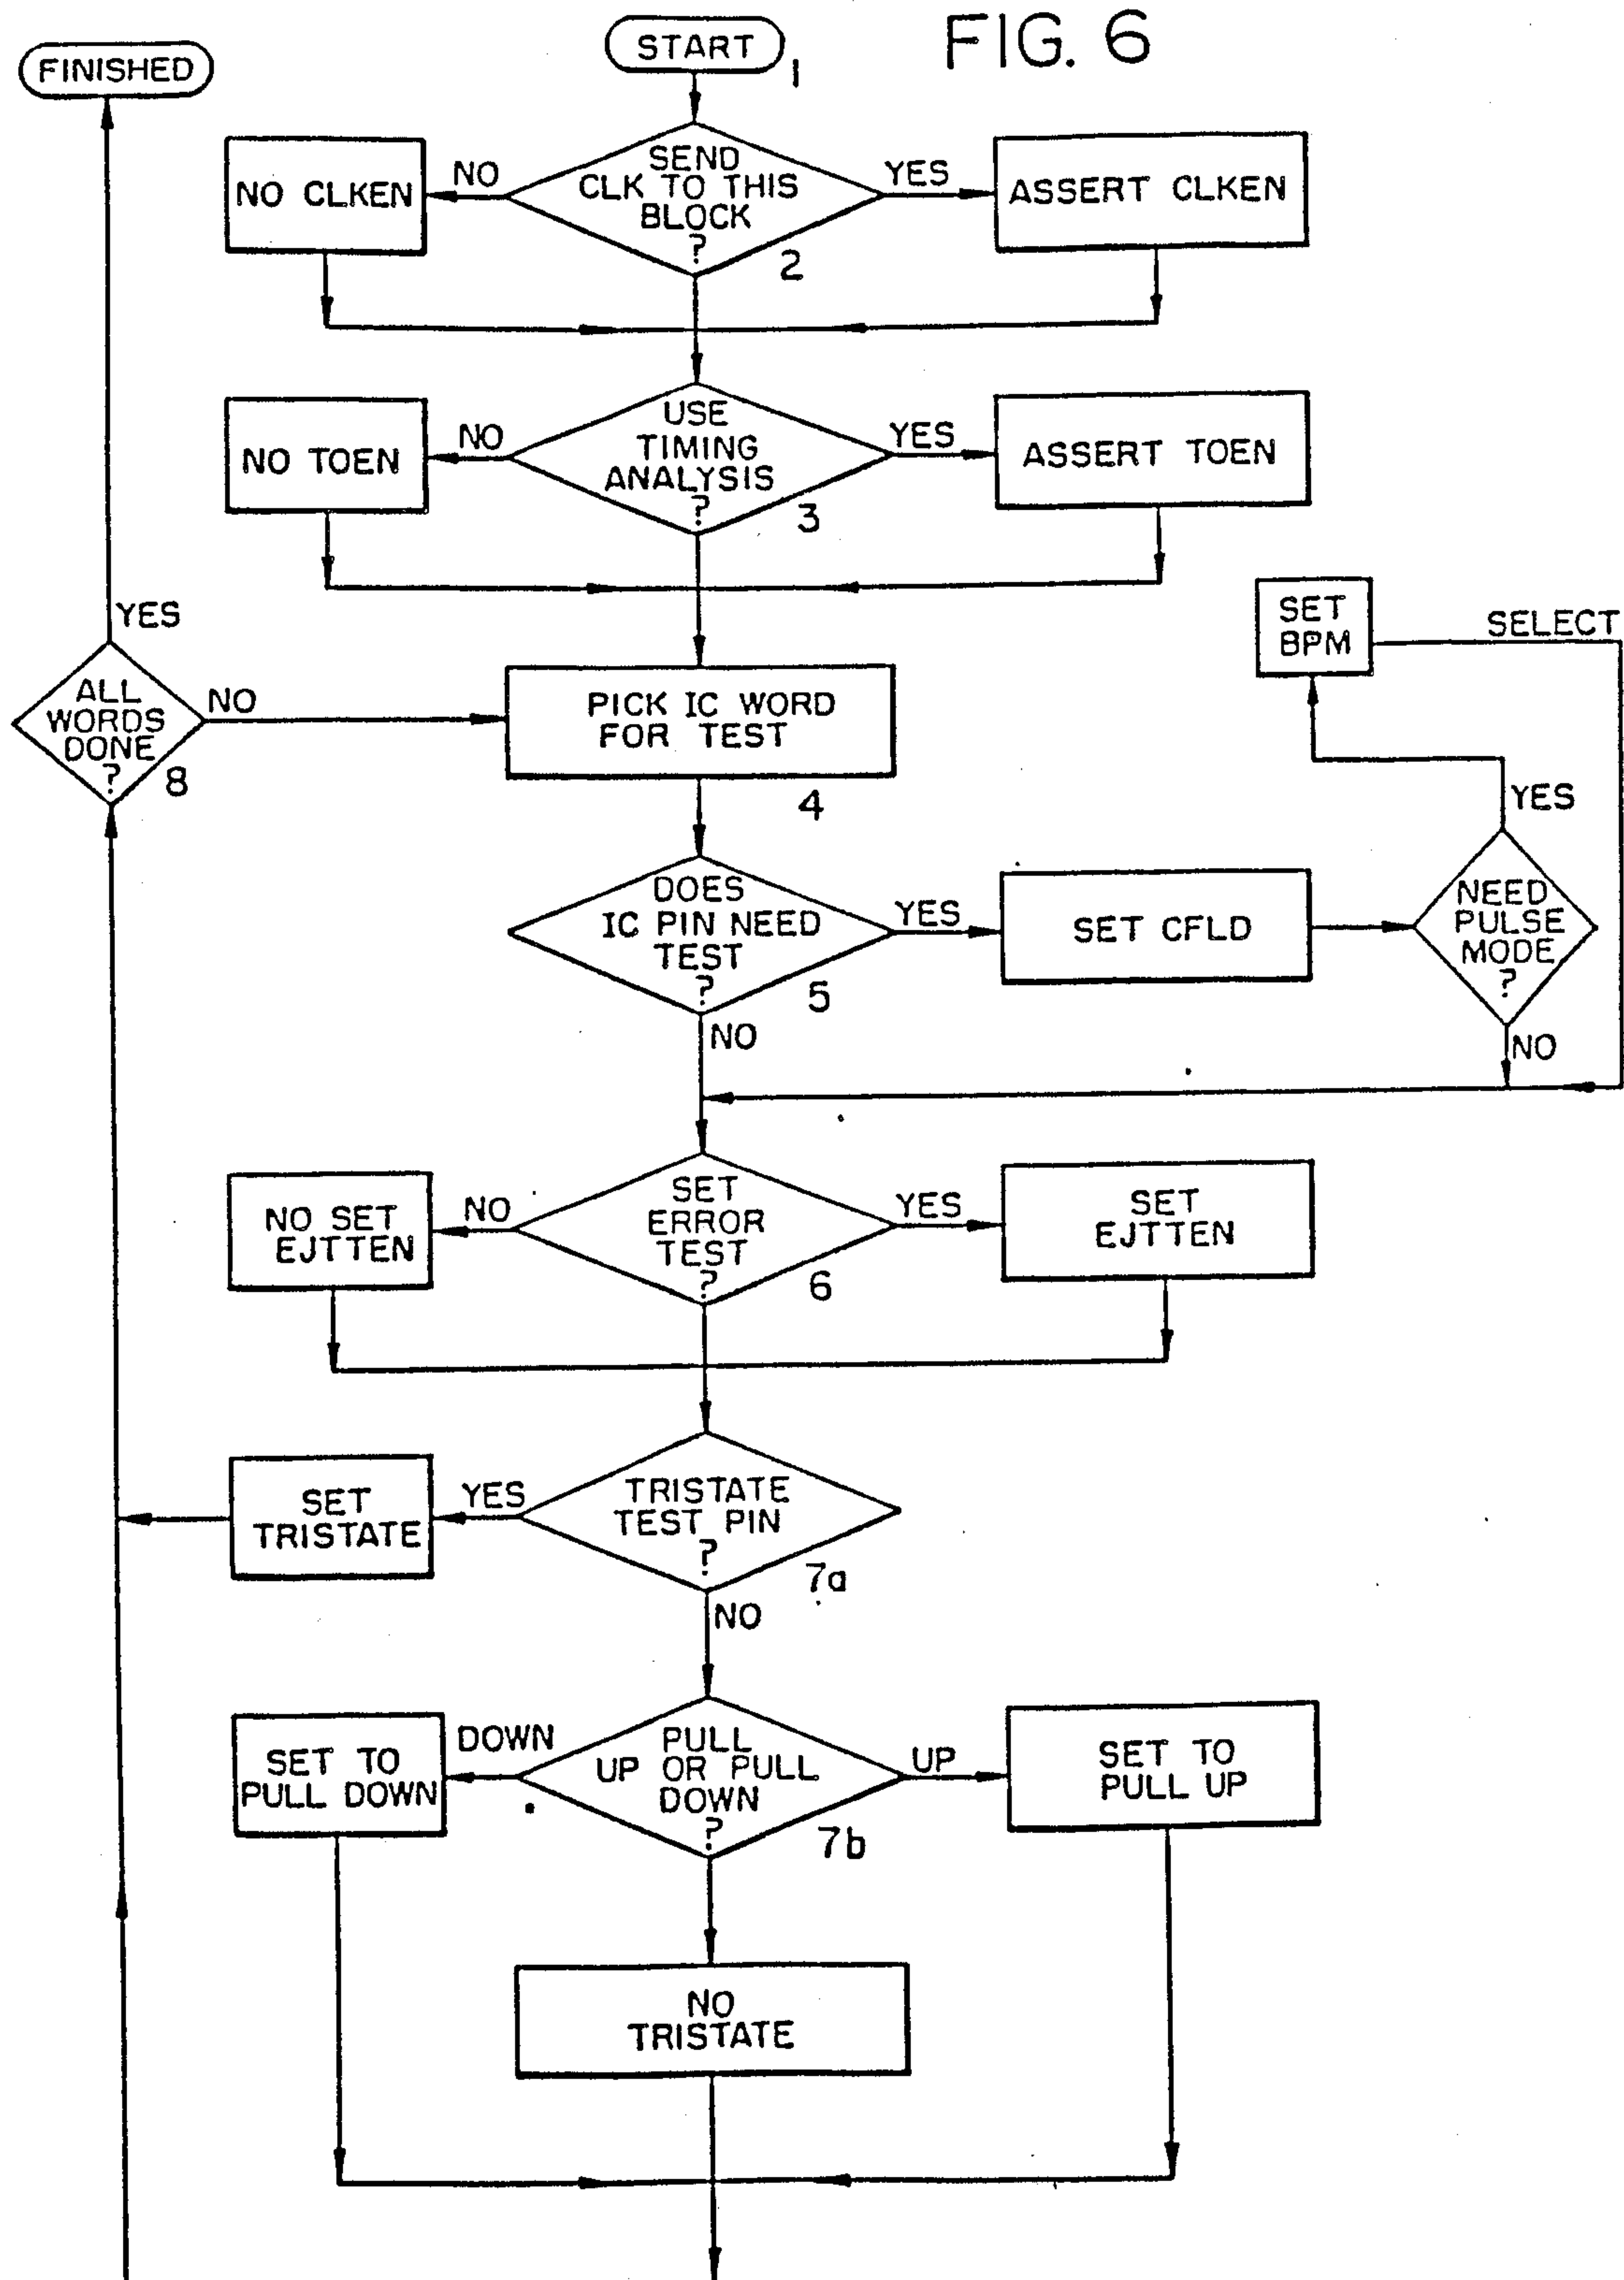 FIG. 6
START
1
FINISHED
SEND
CLK TO THIS
BLOCK
?
2
NO
NO CLKEN
YES
ASSERT CLKEN
USE
TIMING
ANALYSIS
?
3
NO
NO TOEN
YES
ASSERT TOEN
SET
BPM
SELECT
YES
ALL
WORDS
DONE
?
8
NO
PICK IC WORD
FOR TEST
4
YES
DOES
IC PIN NEED
TEST
?
5
YES
SET CFLD
NEED
PULSE
MODE
?
NO
NO
SET
ERROR
TEST
?
6
NO
NO SET
EJTTEN
YES
SET
EJTTEN
TRISTATE
TEST PIN
?
7a
YES
SET
TRISTATE
NO
PULL
UP OR PULL
DOWN
?
7b
DOWN
SET TO
PULL DOWN
UP
SET TO
PULL UP
NO
TRISTATE